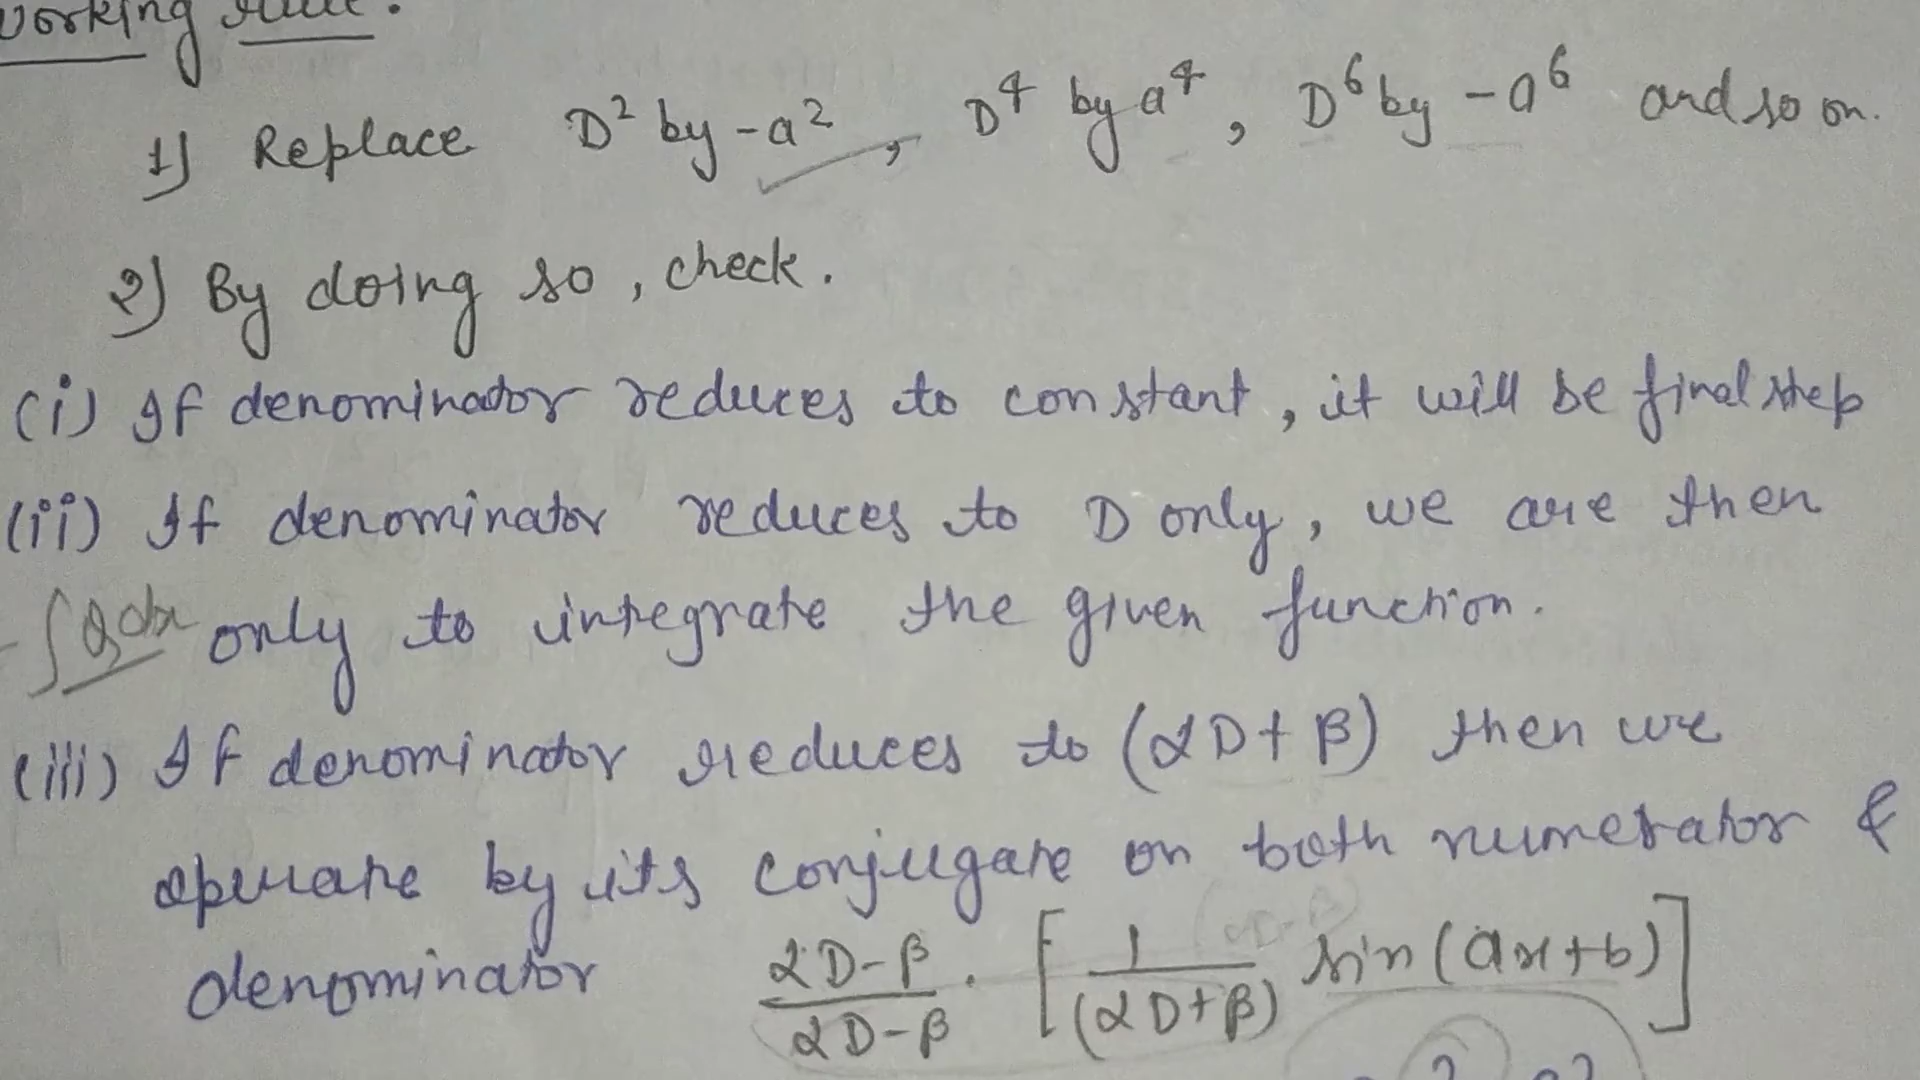 Working rule.
1) Replace D² by -a², D⁴ by a⁴, D⁶ by -a⁶ and so on.
2) By doing so, check.
(i) If denominator reduces to constant, it will be final step
(ii) If denominator reduces to D only, we are then
only to integrate the given function.
(iii) If denominator reduces to (αD+β) then we
operate by its conjugate on both numerator &
denominator (αD-β)/(αD-β) . [1/(αD+β) sin(ax+b)]